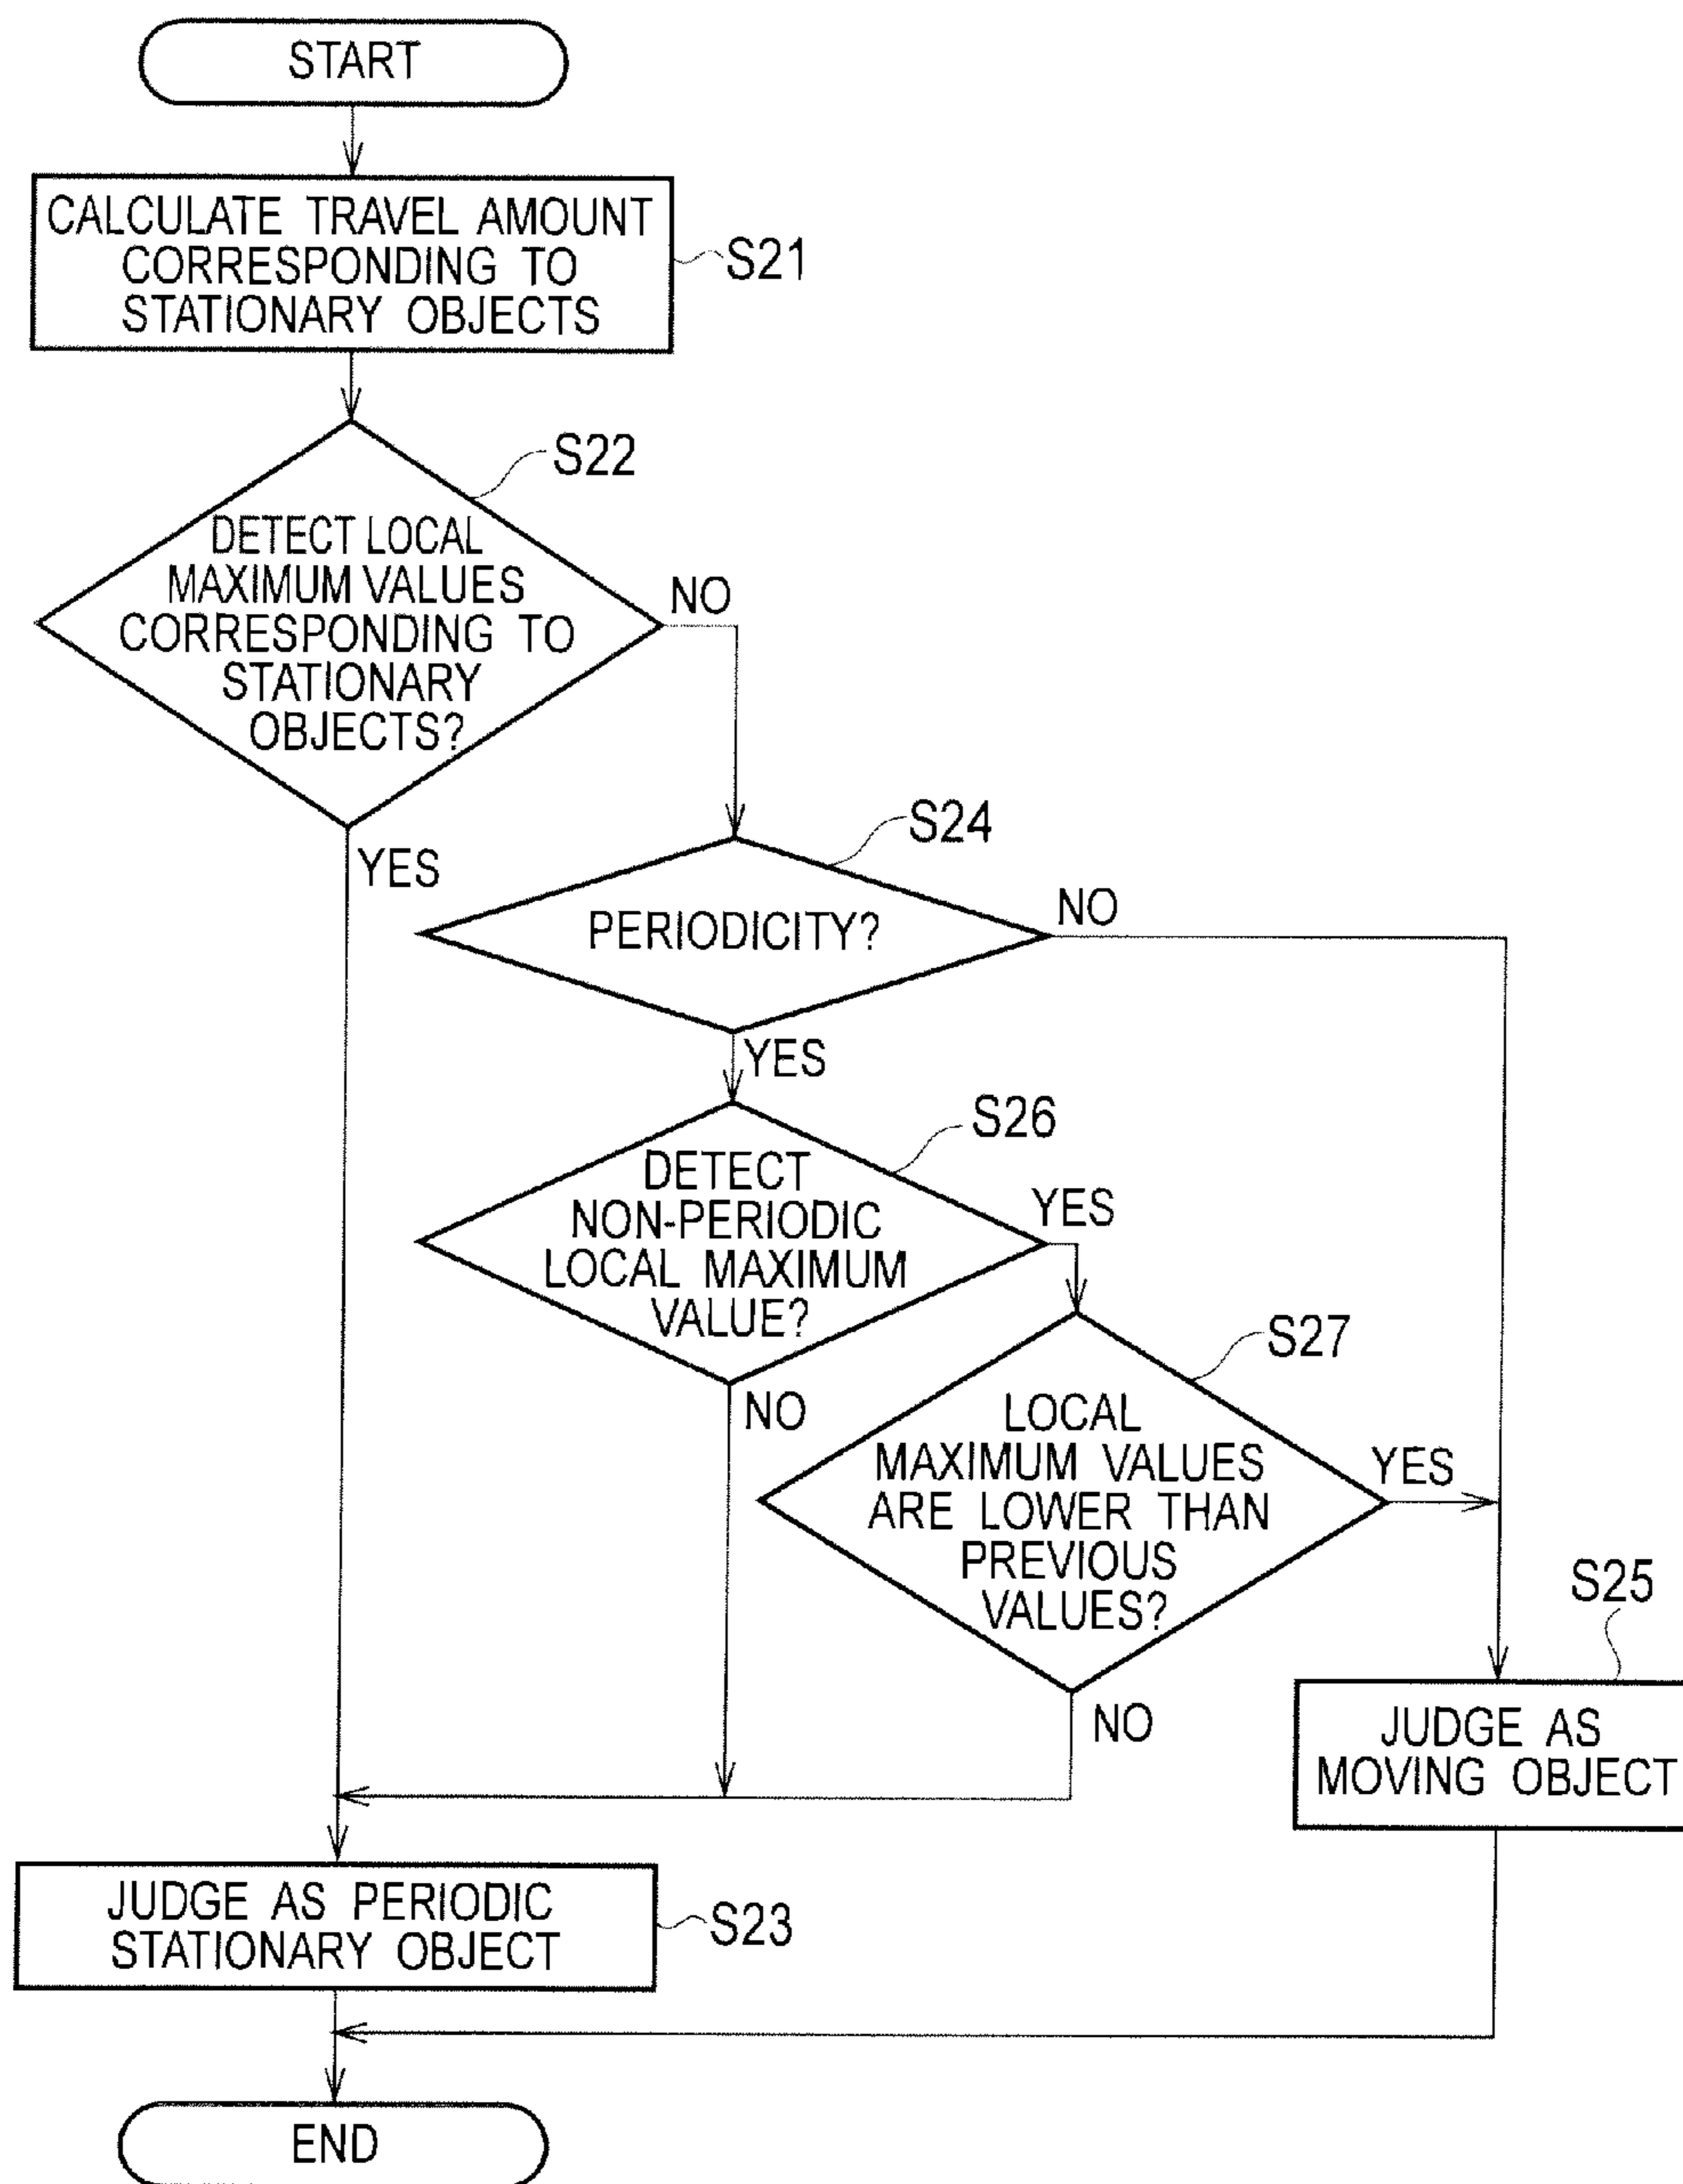 START
CALCULATE TRAVEL AMOUNT
CORRESPONDING TO
STATIONARY OBJECTS
S21
S22
DETECT LOCAL
MAXIMUM VALUES
CORRESPONDING TO
STATIONARY
OBJECTS?
NO
YES
S24
PERIODICITY?
NO
YES
S26
DETECT
NON-PERIODIC
LOCAL MAXIMUM
VALUE?
YES
NO
S27
LOCAL
MAXIMUM VALUES
ARE LOWER THAN
PREVIOUS
VALUES?
YES
NO
S25
JUDGE AS
MOVING OBJECT
JUDGE AS PERIODIC
STATIONARY OBJECT
S23
END